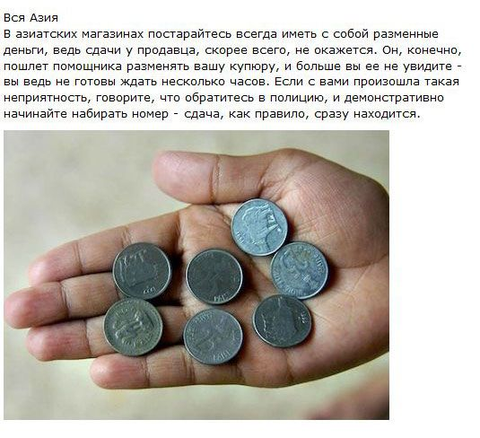 Вся Азия
В азиатских магазинах постарайтесь всегда иметь с собой разменные
деньги, ведь сдачи у продавца, скорее всего, не окажется. Он, конечно,
пошлет помощника разменять вашу купюру, и больше вы ее не увидите -
вы ведь не готовы ждать несколько часов. Если с вами произошла такая
неприятность, говорите, что обратитесь в полицию, и демонстративно
начинайте набирать номер - сдача, как правило, сразу находится.